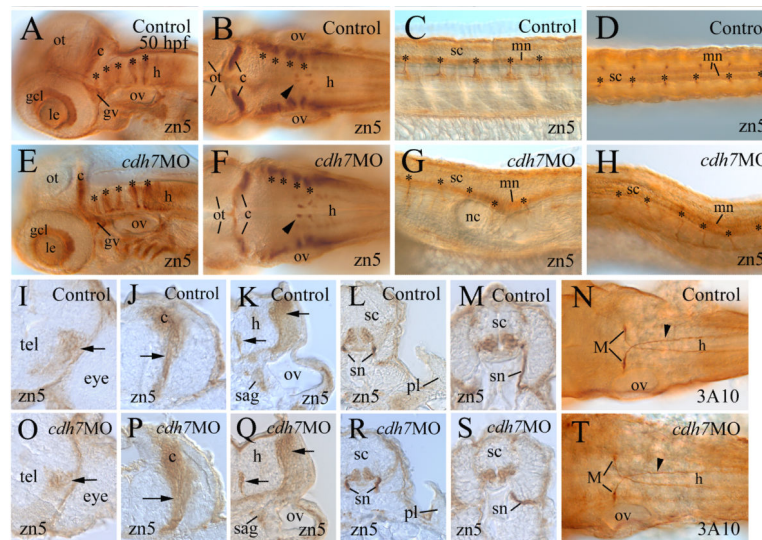 A
Control
50 hpf
ot
c
* * * * *
h
gcl
le
gv
ov
zn5
B
Control
ov
* * * *
ot
c
h
ov
zn5
C
Control
sc
mn
* * * * *
zn5
D
Control
mn
sc
* * * * * *
zn5
E
cdh7MO
ot
c
* * * * *
h
gcl
le
gv
ov
zn5
F
cdh7MO
* * * * *
ot
c
h
ov
zn5
G
cdh7MO
*
sc
mn
* * * *
nc
zn5
H
cdh7MO
*
sc
* * *
mn
* * *
zn5
I
Control
tel
eye
zn5
J
Control
c
zn5
K
Control
h
ov
sag
zn5
L
Control
sc
sn
pl
zn5
M
Control
sc
sn
zn5
N
Control
M
h
ov
3A10
O
cdh7MO
tel
eye
zn5
P
cdh7MO
c
zn5
Q
cdh7MO
h
sag
ov
zn5
R
cdh7MO
sc
sn
pl
zn5
S
cdh7MO
sc
sn
zn5
T
cdh7MO
M
h
ov
3A10